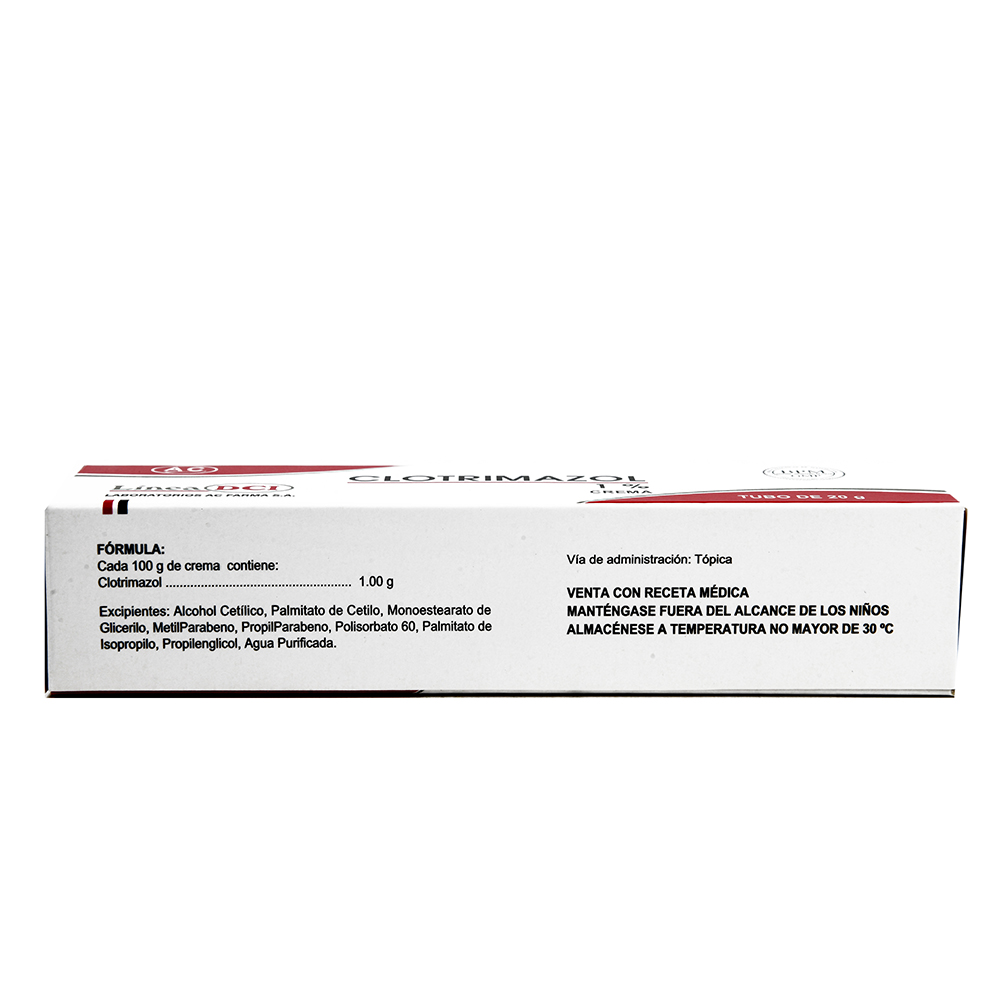 AC
Línea DCI
LABORATORIOS AC FARMA S.A.
CLOTRIMAZOL
1 %
CREMA
BPM
TUBO DE 20 g
FÓRMULA:
Cada 100 g de crema contiene:
Clotrimazol .................................................... 1.00 g
Excipientes: Alcohol Cetílico, Palmitato de Cetilo, Monoestearato de
Glicerilo, MetilParabeno, PropilParabeno, Polisorbato 60, Palmitato de
Isopropilo, Propilenglicol, Agua Purificada.
Vía de administración: Tópica
VENTA CON RECETA MÉDICA
MANTÉNGASE FUERA DEL ALCANCE DE LOS NIÑOS
ALMACÉNESE A TEMPERATURA NO MAYOR DE 30 ºC